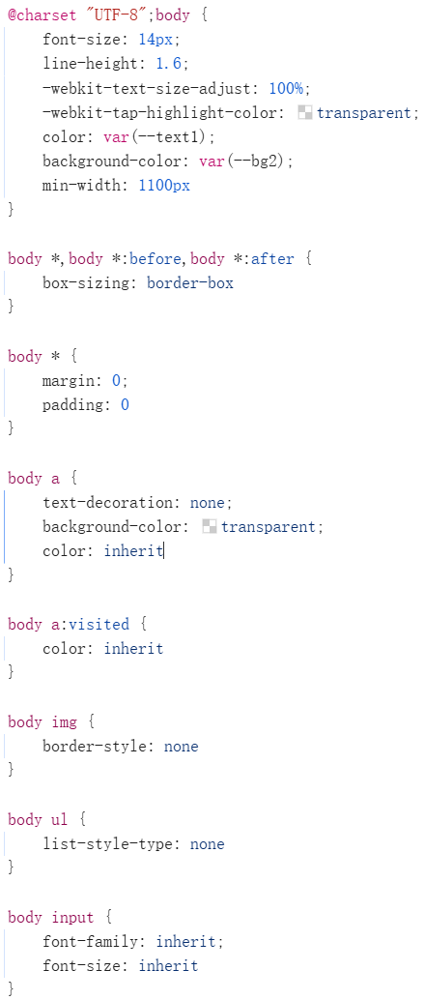 @charset "UTF-8";body {
    font-size: 14px;
    line-height: 1.6;
    -webkit-text-size-adjust: 100%;
    -webkit-tap-highlight-color: transparent;
    color: var(--text1);
    background-color: var(--bg2);
    min-width: 1100px
}

body *,body *:before,body *:after {
    box-sizing: border-box
}

body * {
    margin: 0;
    padding: 0
}

body a {
    text-decoration: none;
    background-color: transparent;
    color: inherit
}

body a:visited {
    color: inherit
}

body img {
    border-style: none
}

body ul {
    list-style-type: none
}

body input {
    font-family: inherit;
    font-size: inherit
}